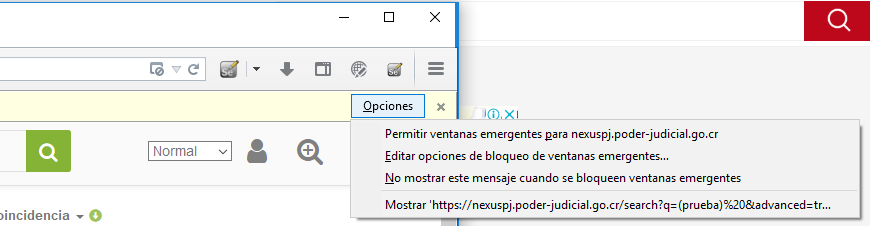 Se
Se
Opciones
Permitir ventanas emergentes para nexuspj.poder-judicial.go.cr
Normal
Editar opciones de bloqueo de ventanas emergentes...
No mostrar este mensaje cuando se bloqueen ventanas emergentes
Mostrar 'https://nexuspj.poder-judicial.go.cr/search?q=(prueba)%20&advanced=tr...
oincidencia